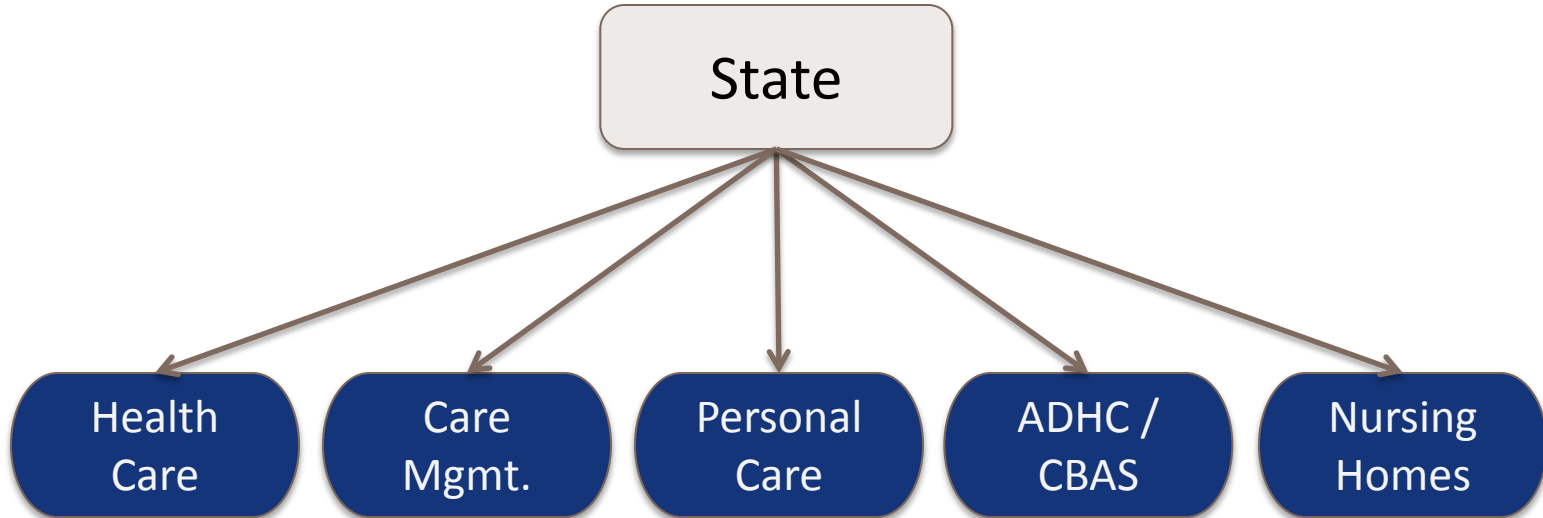 State
Health
Care
Care
Mgmt.
Personal
Care
ADHC /
CBAS
Nursing
Homes